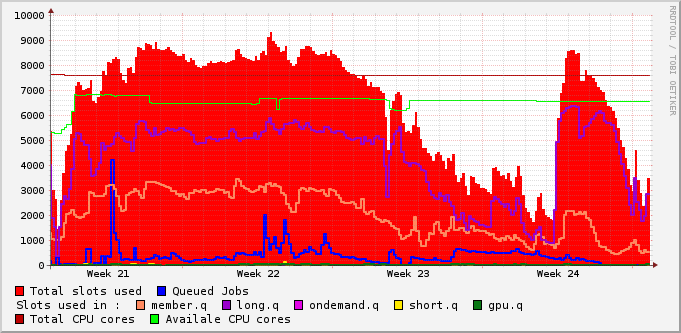 10000
9000
8000
7000
6000
5000
4000
3000
2000
1000
0
Week 21 Week 22 Week 23 Week 24
RRDTOOL / TOBI OETIKER
Total slots used Queued Jobs
Slots used in : member.q long.q ondemand.q short.q gpu.q
Total CPU cores Availale CPU cores